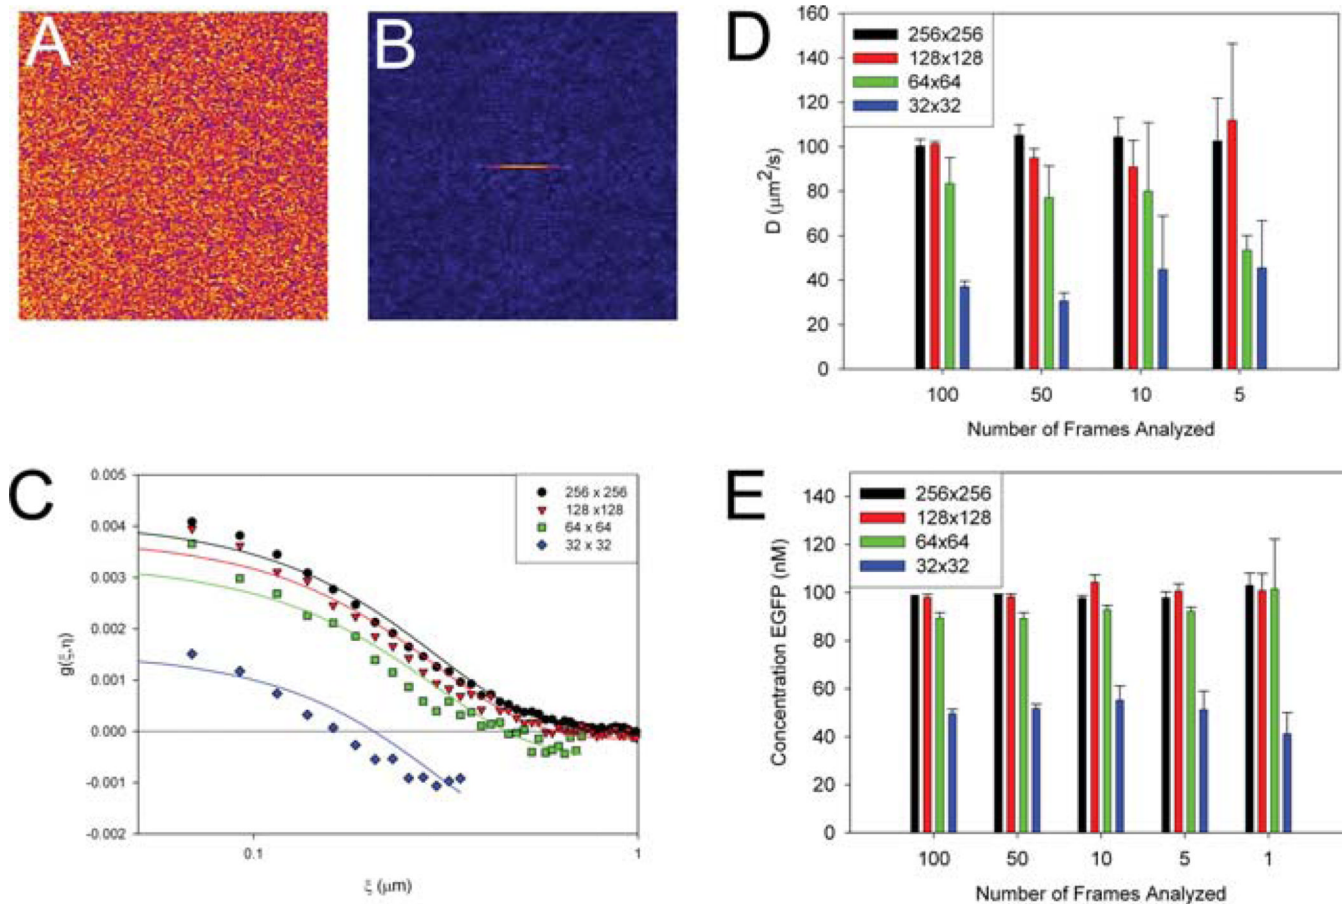 A
B
D
160
140
120
100
80
60
40
20
0
D (μm²/s)
256x256
128x128
64x64
32x32
100
50
10
5
Number of Frames Analyzed
C
0.005
0.004
0.003
0.002
0.001
0.000
-0.001
-0.002
g(ξ,η)
256 x 256
128 x128
64 x 64
32 x 32
0.1
1
ξ (μm)
E
140
120
100
80
60
40
20
0
Concentration EGFP (nM)
256x256
128x128
64x64
32x32
100
50
10
5
1
Number of Frames Analyzed